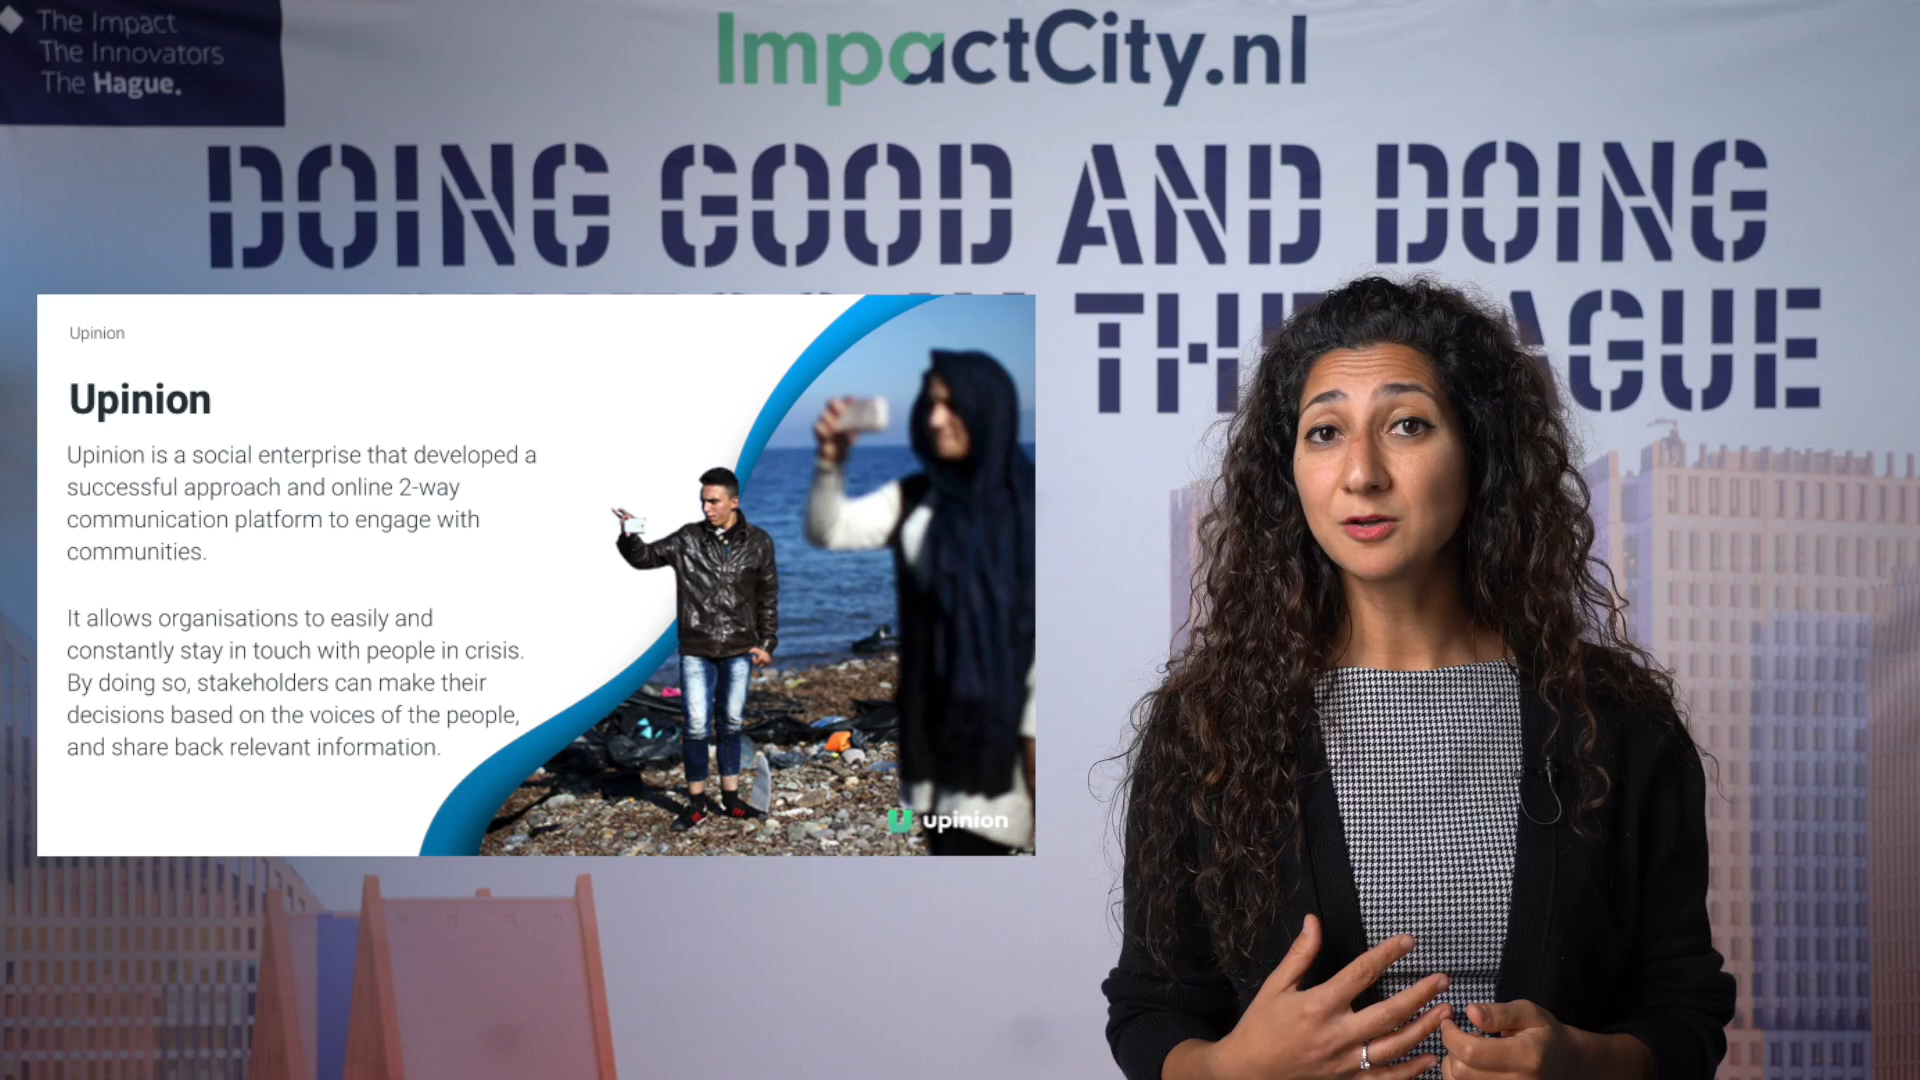 The Impact
The Innovators
The Hague.
ImpactCity.nl
DOING GOOD AND DOING
Upinion
Upinion
Upinion is a social enterprise that developed a
successful approach and online 2-way
communication platform to engage with
communities.
It allows organisations to easily and
constantly stay in touch with people in crisis.
By doing so, stakeholders can make their
decisions based on the voices of the people,
and share back relevant information.
upinion